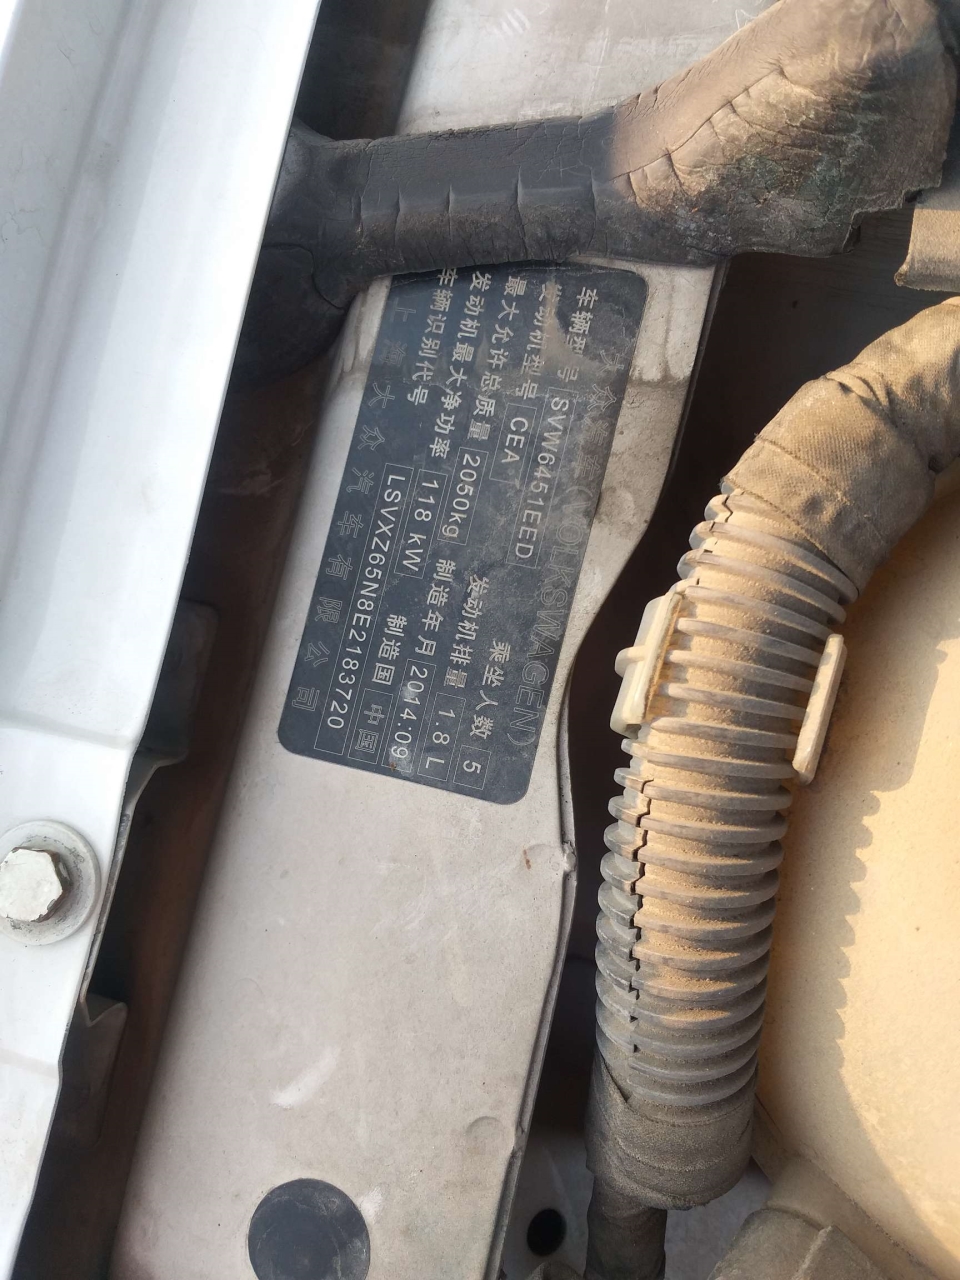 众汽车(VOLKSWAGEN)
车辆型号 SVW6451EED 乘坐人数 5
发动机型号 CEA 发动机排量 1.8 L
最大允许总质量 2050kg 制造年月 2014:09
发动机最大净功率 118 kW 制造国 中国
车辆识别代号 LSVXZ65N8E2183720
上海大众汽车有限公司